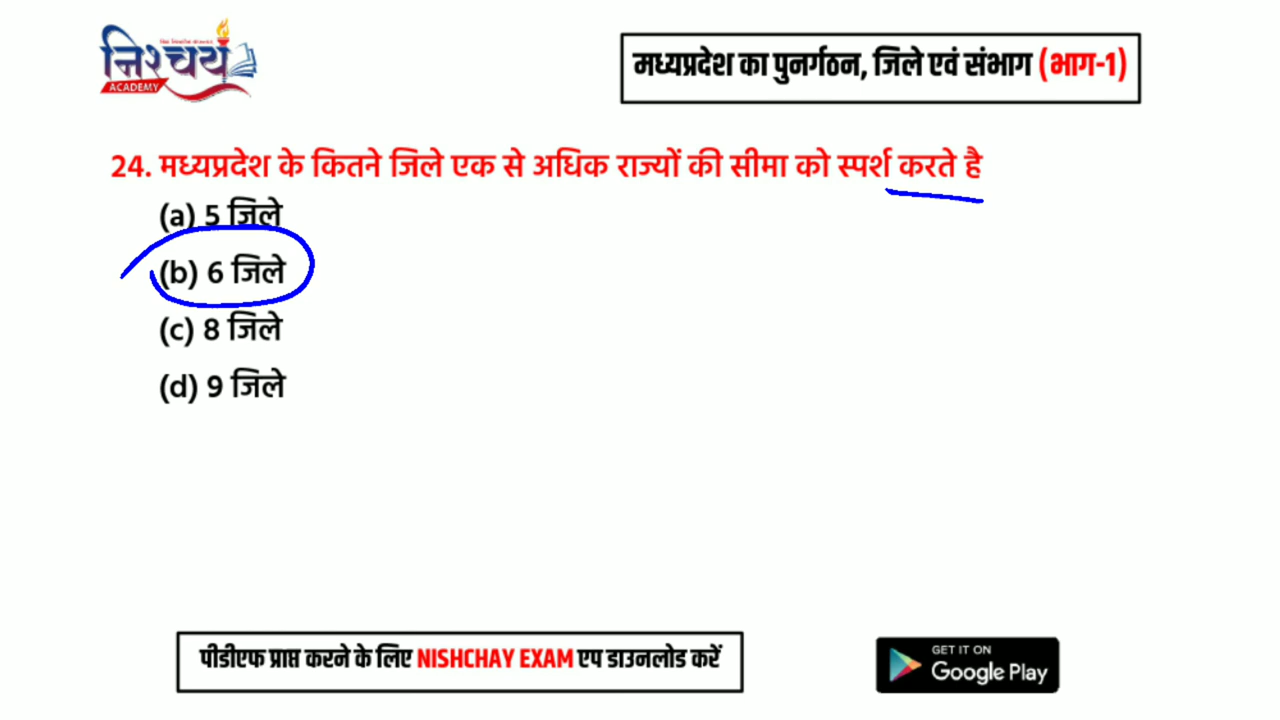 निश्चय
ACADEMY
मध्यप्रदेश का पुनर्गठन, जिले एवं संभाग (भाग-1)
24. मध्यप्रदेश के कितने जिले एक से अधिक राज्यों की सीमा को स्पर्श करते है
(a) 5 जिले
(b) 6 जिले
(c) 8 जिले
(d) 9 जिले
पीडीएफ प्राप्त करने के लिए NISHCHAY EXAM एप डाउनलोड करें
GET IT ON
Google Play